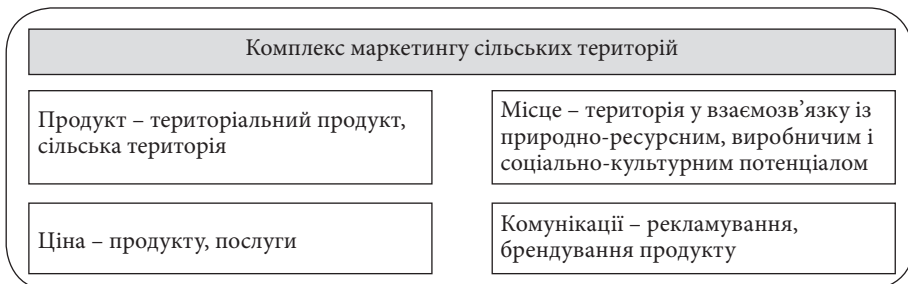 Комплекс маркетингу сільських територій
Продукт – територіальний продукт,
сільська територія
Місце – територія у взаємозв’язку із
природно-ресурсним, виробничим і
соціально-культурним потенціалом
Ціна – продукту, послуги
Комунікації – рекламування,
брендування продукту